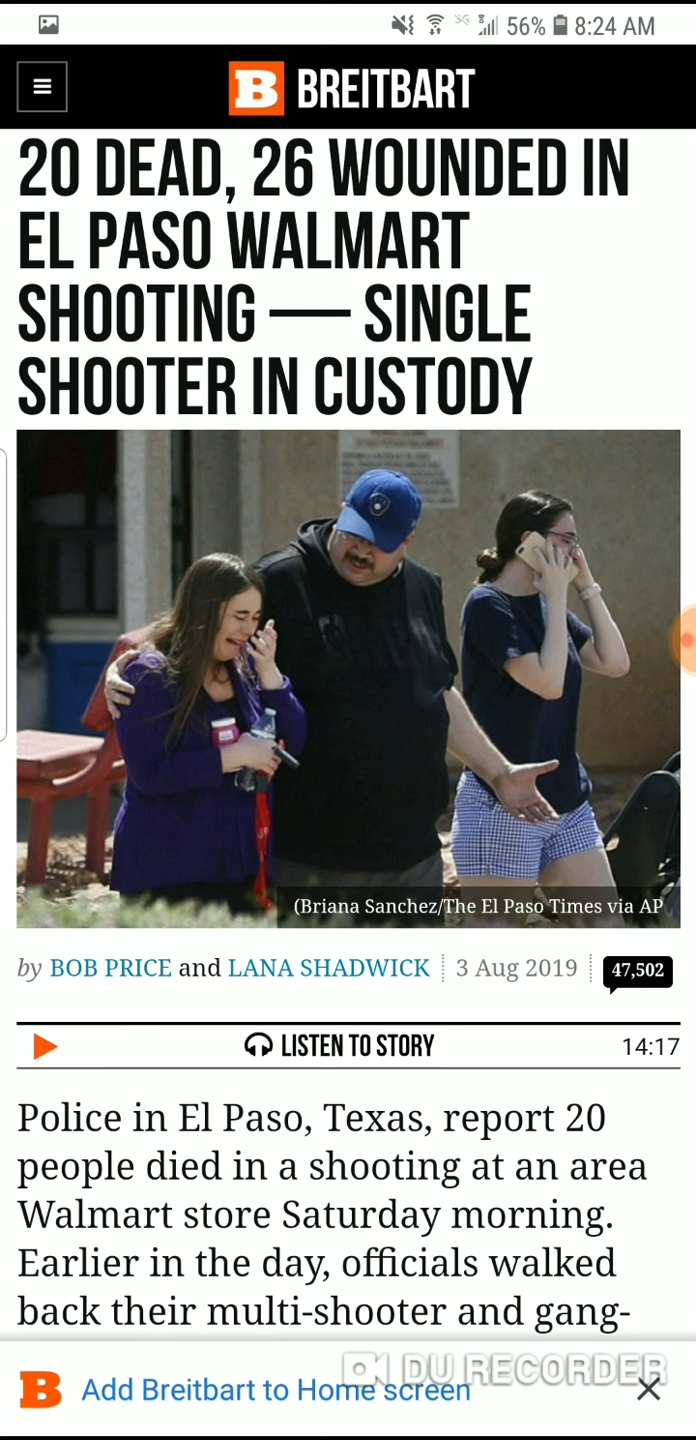 56% 8:24 AM
B BREITBART
20 DEAD, 26 WOUNDED IN
EL PASO WALMART
SHOOTING — SINGLE
SHOOTER IN CUSTODY
(Briana Sanchez/The El Paso Times via AP
by BOB PRICE and LANA SHADWICK 3 Aug 2019 47,502
LISTEN TO STORY 14:17
Police in El Paso, Texas, report 20
people died in a shooting at an area
Walmart store Saturday morning.
Earlier in the day, officials walked
back their multi-shooter and gang-
B Add Breitbart to Home screen
DU RECORDER